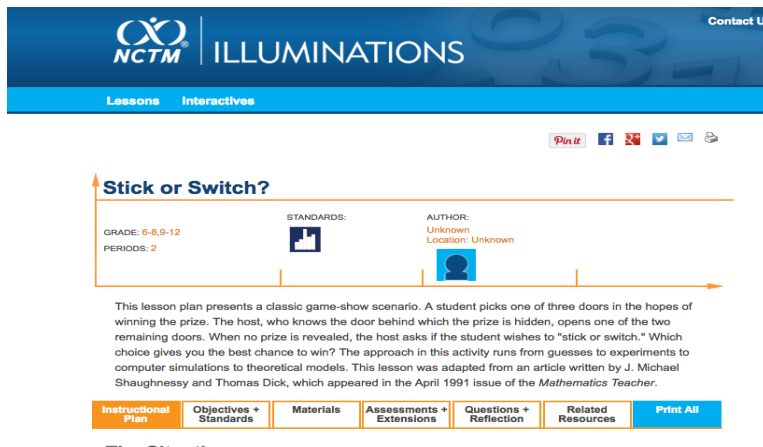 Contact U
NCTM® ILLUMINATIONS
Lessons Interactives
Pin it
Stick or Switch?
GRADE: 6-8,9-12
PERIODS: 2
STANDARDS:
AUTHOR:
Unknown
Location: Unknown
This lesson plan presents a classic game-show scenario. A student picks one of three doors in the hopes of
winning the prize. The host, who knows the door behind which the prize is hidden, opens one of the two
remaining doors. When no prize is revealed, the host asks if the student wishes to "stick or switch." Which
choice gives you the best chance to win? The approach in this activity runs from guesses to experiments to
computer simulations to theoretical models. This lesson was adapted from an article written by J. Michael
Shaughnessy and Thomas Dick, which appeared in the April 1991 issue of the Mathematics Teacher.
Instructional Plan
Objectives + Standards
Materials
Assessments + Extensions
Questions + Reflection
Related Resources
Print All